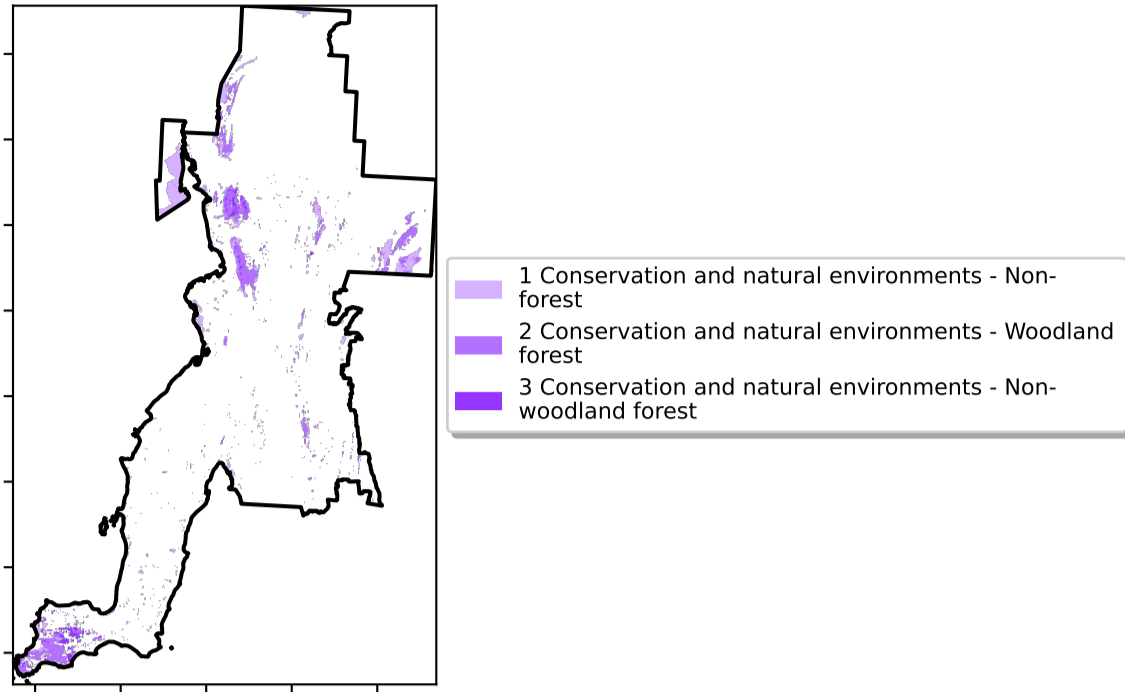 1 Conservation and natural environments - Non-
forest
2 Conservation and natural environments - Woodland
forest
3 Conservation and natural environments - Non-
woodland forest